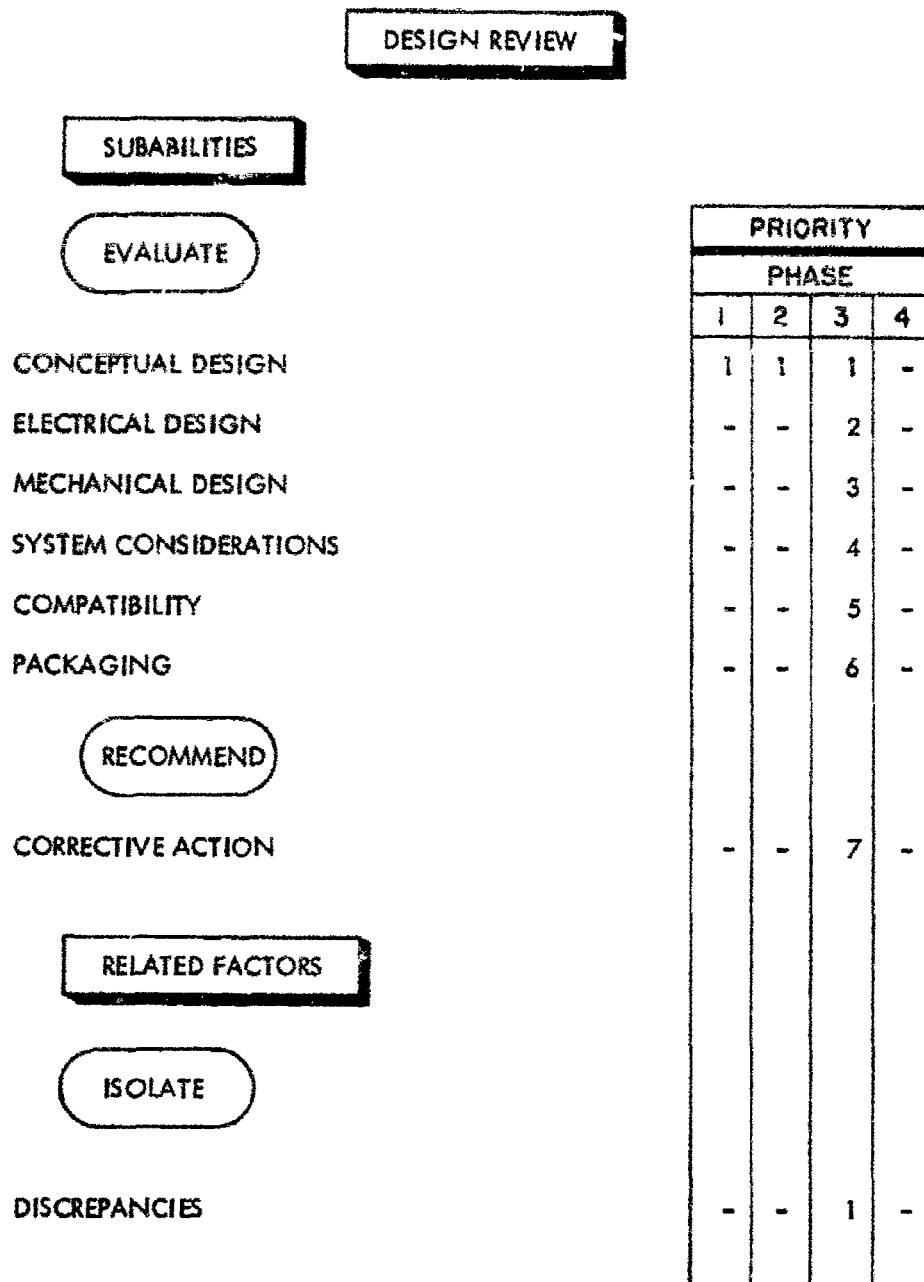 DESIGN REVIEW
SUBABILITIES
EVALUATE
PRIORITY
PHASE
1 2 3 4
CONCEPTUAL DESIGN 1 1 1 -
ELECTRICAL DESIGN - - 2 -
MECHANICAL DESIGN - - 3 -
SYSTEM CONSIDERATIONS - - 4 -
COMPATIBILITY - - 5 -
PACKAGING - - 6 -
RECOMMEND
CORRECTIVE ACTION - - 7 -
RELATED FACTORS
ISOLATE
DISCREPANCIES - - 1 -